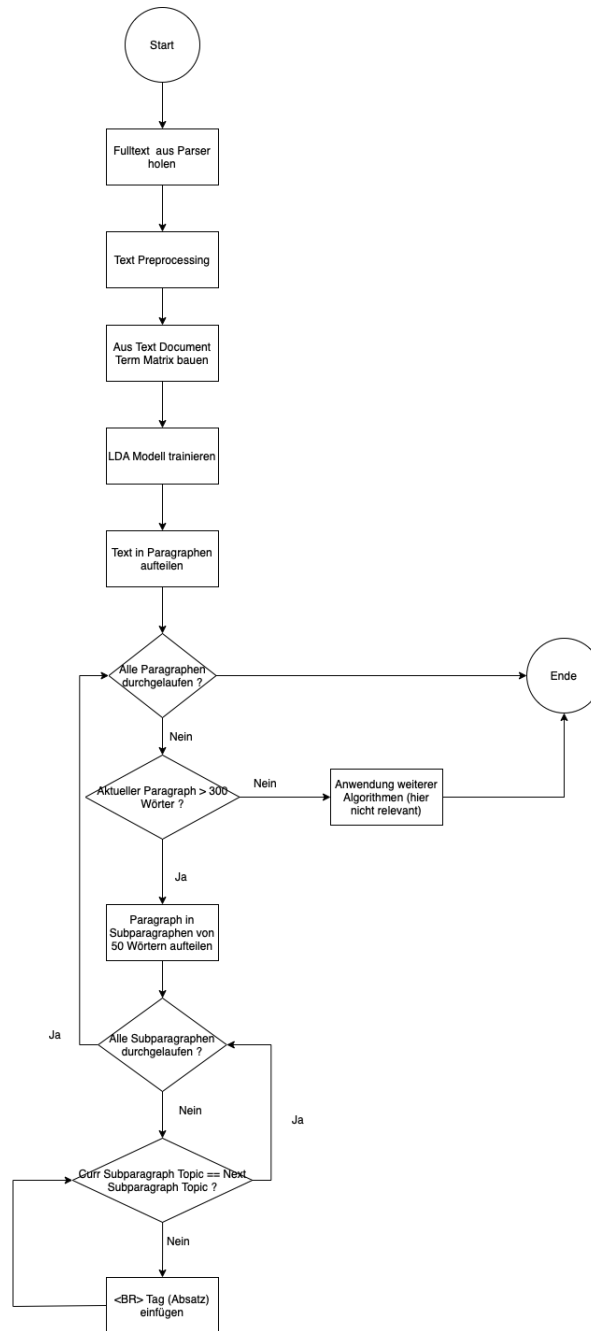 Start
Fulltext aus Parser
holen
Text Preprocessing
Aus Text Document
Term Matrix bauen
LDA Modell trainieren
Text in Paragraphen
aufteilen
Alle Paragraphen
durchgelaufen ?
Ende
Nein
Aktueller Paragraph > 300
Wörter ?
Nein
Anwendung weiterer
Algorithmen (hier
nicht relevant)
Ja
Paragraph in
Subparagraphen von
50 Wörtern aufteilen
Alle Subparagraphen
durchgelaufen ?
Ja
Nein
Ja
Curr Subparagraph Topic == Next
Subparagraph Topic ?
Nein
<BR> Tag (Absatz)
einfügen